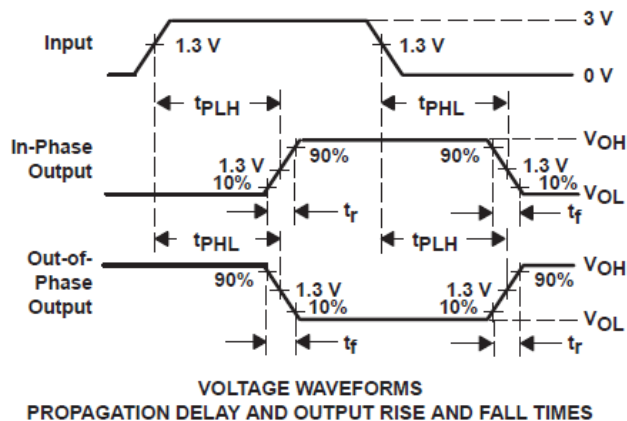 3 V
Input
1.3 V
1.3 V
0 V
tPLH
tPHL
In-Phase
Output
VOH
90%
90%
1.3 V
1.3 V
10%
10%
VOL
tr
tf
tPHL
tPLH
Out-of-
Phase
Output
VOH
90%
90%
1.3 V
1.3 V
10%
10%
VOL
tf
tr
VOLTAGE WAVEFORMS
PROPAGATION DELAY AND OUTPUT RISE AND FALL TIMES